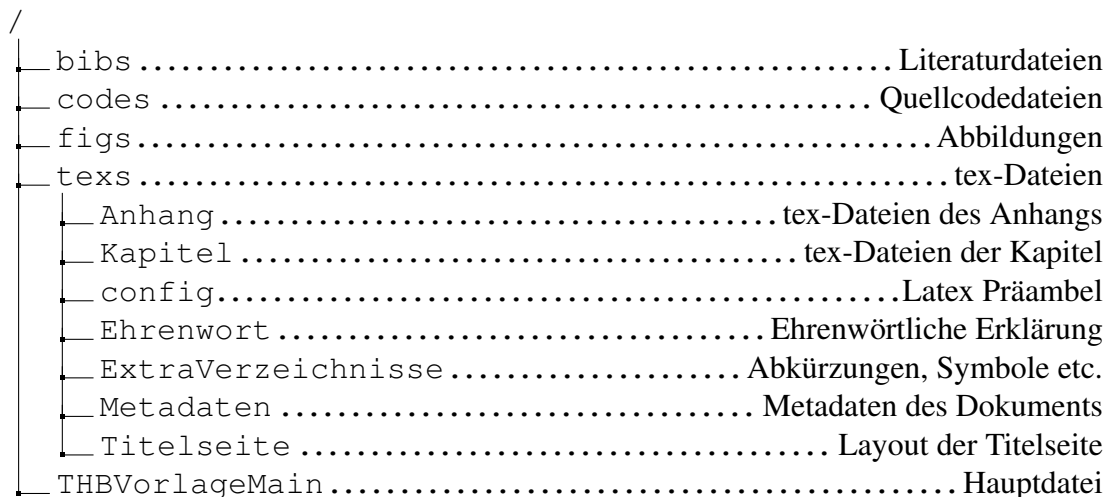 /
bibs ........................................................ Literaturdateien
codes ..................................................... Quellcodedateien
figs ........................................................... Abbildungen
texs ............................................................ tex-Dateien
Anhang .......................................... tex-Dateien des Anhangs
Kapitel ......................................... tex-Dateien der Kapitel
config ................................................... Latex Präambel
Ehrenwort ..................................... Ehrenwörtliche Erklärung
ExtraVerzeichnisse ..................... Abkürzungen, Symbole etc.
Metadaten ................................... Metadaten des Dokuments
Titelseite ....................................... Layout der Titelseite
THBVorlageMain ............................................... Hauptdatei